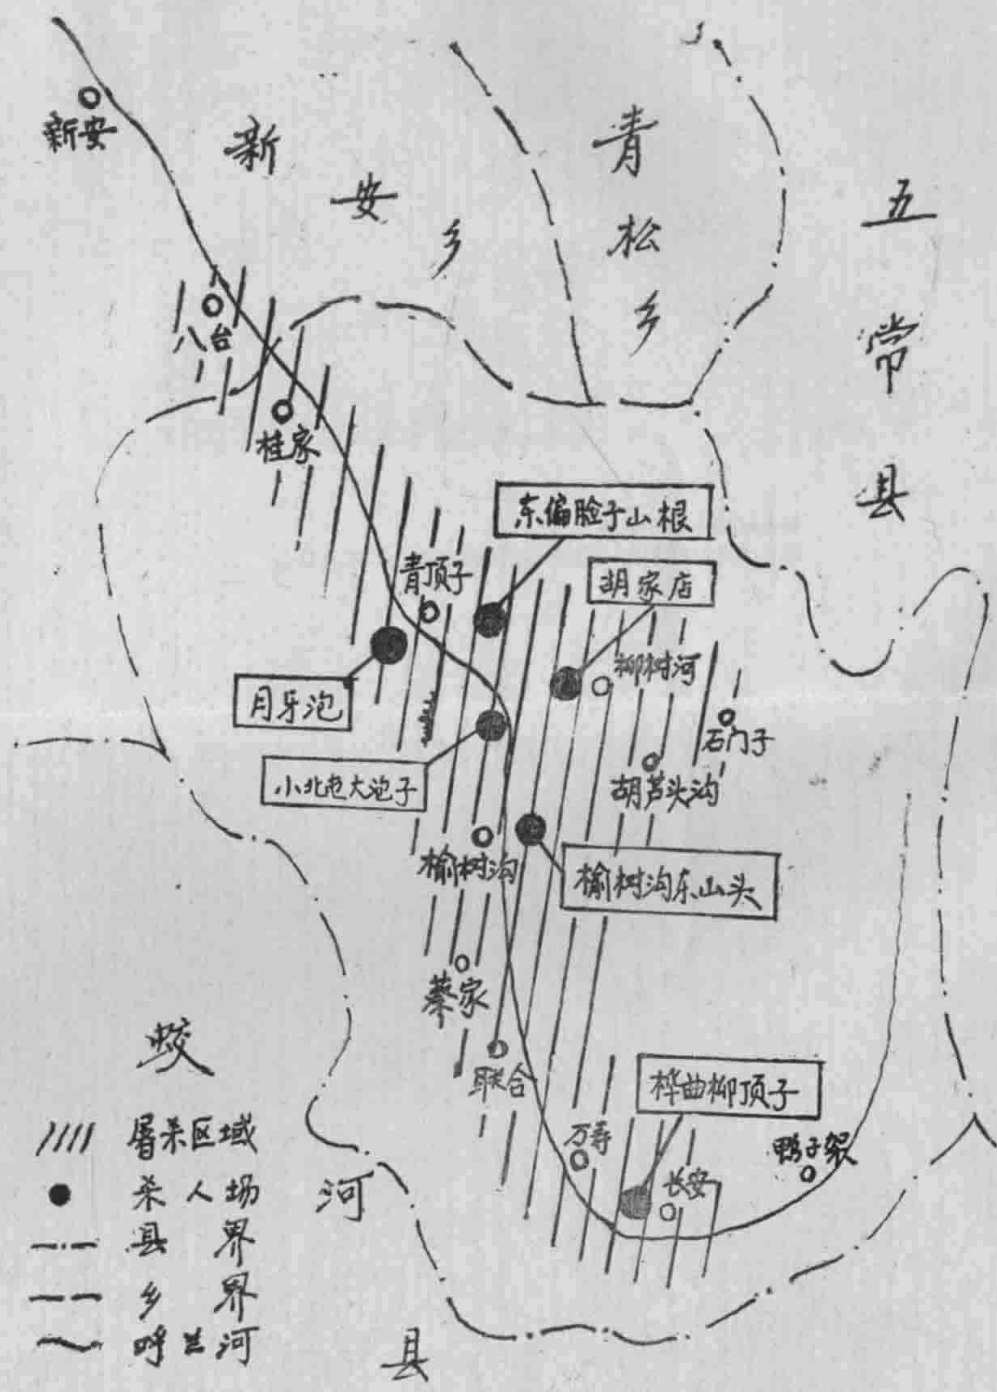 新安
新安乡
青松乡
五常县
八台
桂家
东偏脸子山根
青顶子
胡家店
柳树河
月牙泡
石门子
小北屯大泡子
胡芦头沟
榆树沟
榆树沟东山头
蔡家
联合
桦曲柳顶子
万寿
长安
鸭子架
蛟河县
屠杀区域
杀人场
县界
乡界
呼兰河